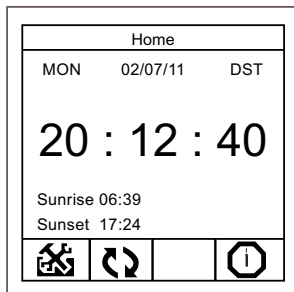 Home
MON 02/07/11 DST
20 : 12 : 40
Sunrise 06:39
Sunset 17:24
i